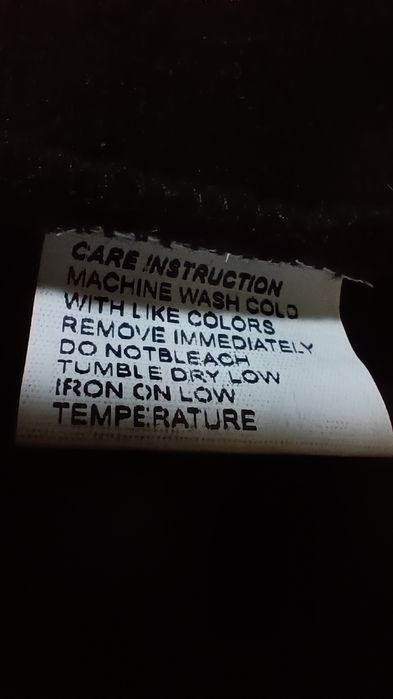 CARE INSTRUCTION
MACHINE WASH COLD
WITH LIKE COLORS
REMOVE IMMEDIATELY
DO NOTBLEACH
TUMBLE DRY LOW
IRON ON LOW
TEMPERATURE